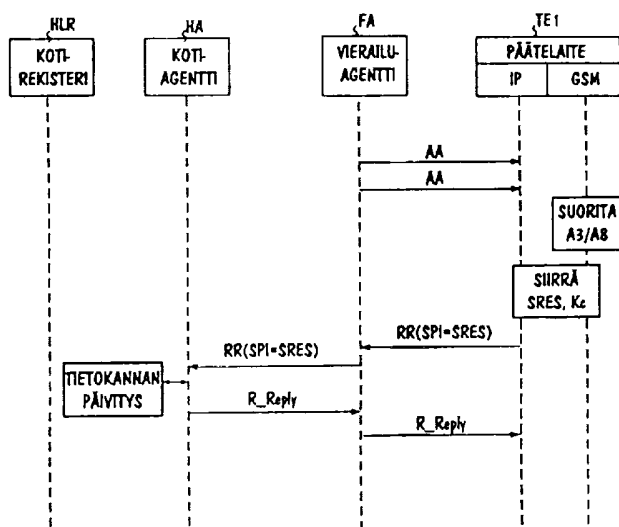 HLR
HA
FA
TE1
KOTI-
REKISTERI
KOTI-
AGENTTI
VIERAILU-
AGENTTI
PÄÄTELAITE
IP
GSM
AA
AA
SUORITA
A3/A8
SIIRRÄ
SRES, Kc
RR(SPI=SRES)
RR(SPI=SRES)
TIETOKANNAN
PÄIVITYS
R_Reply
R_Reply